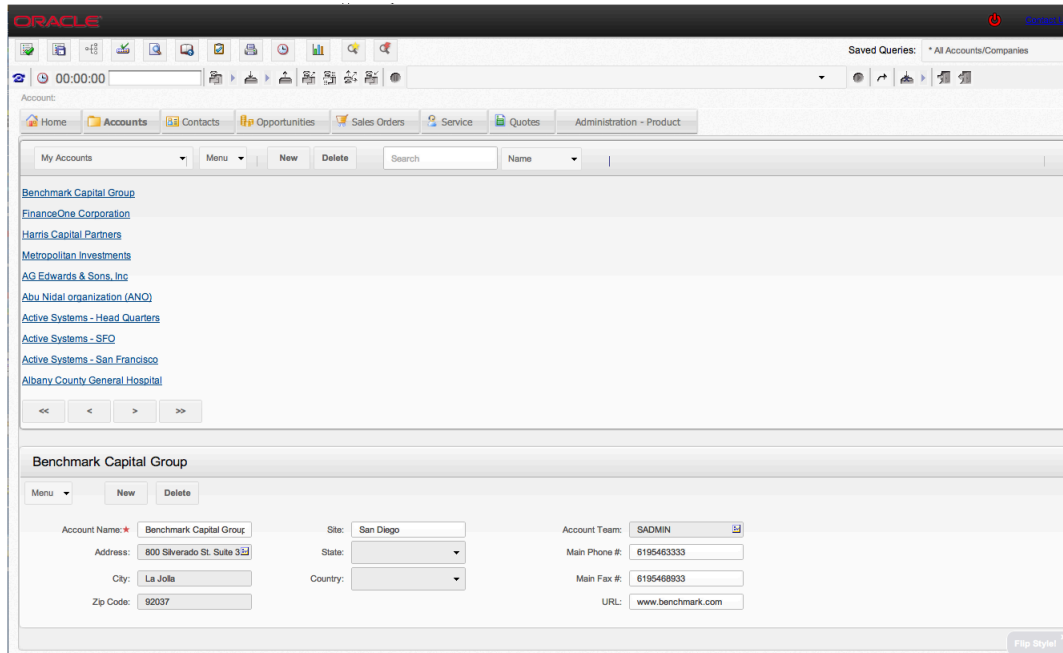 ORACLE
Saved Queries: * All Accounts/Companies
00:00:00
Account:
Home Accounts Contacts Opportunities Sales Orders Service Quotes Administration - Product
My Accounts Menu New Delete Search Name
Benchmark Capital Group
FinanceOne Corporation
Harris Capital Partners
Metropolitan Investments
AG Edwards & Sons, Inc
Abu Nidal organization (ANO)
Active Systems - Head Quarters
Active Systems - SFO
Active Systems - San Francisco
Albany County General Hospital
<< < > >>
Benchmark Capital Group
Menu New Delete
Account Name:★ Benchmark Capital Group Site: San Diego Account Team: SADMIN
Address: 800 Silverado St. Suite 3 State: Main Phone #: 6195463333
City: La Jolla Country: Main Fax #: 6195468933
Zip Code: 92037 URL: www.benchmark.com
Flip Style!